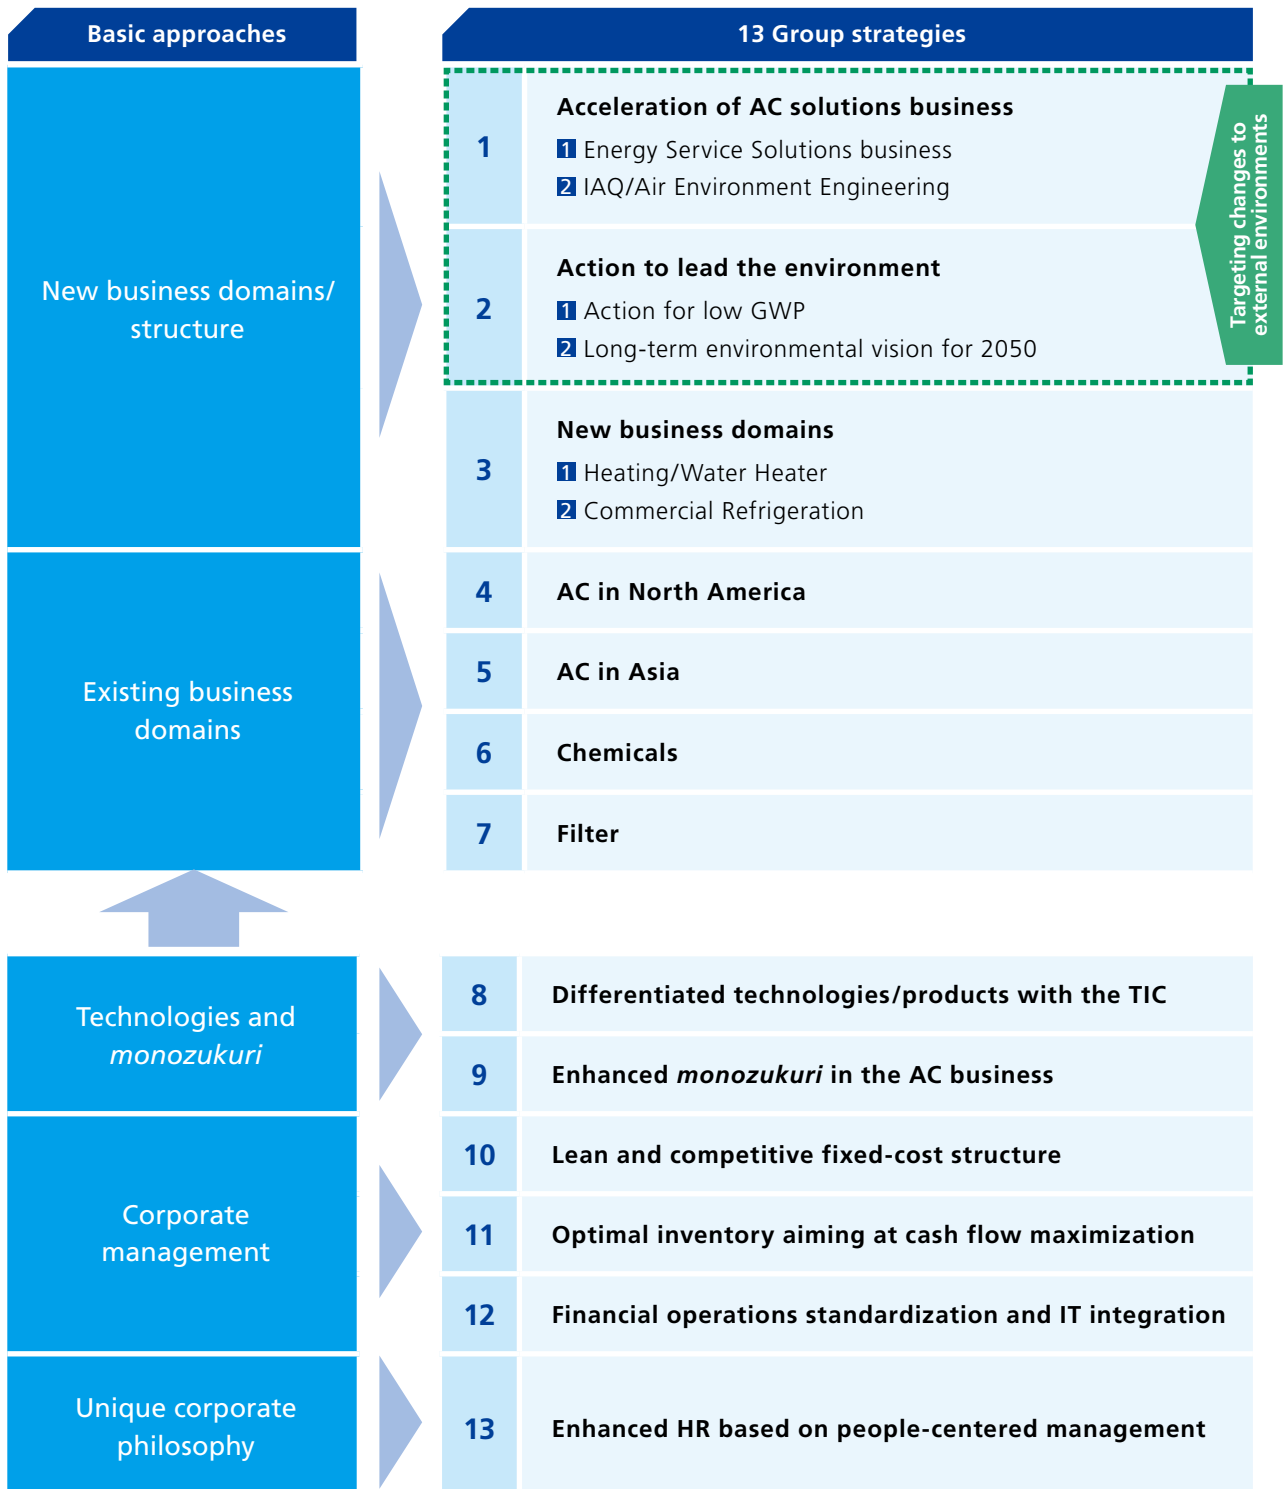 Basic approaches
13 Group strategies
New business domains/
structure
1
Acceleration of AC solutions business
1 Energy Service Solutions business
2 IAQ/Air Environment Engineering
2
Action to lead the environment
1 Action for low GWP
2 Long-term environmental vision for 2050
Targeting changes to
external environments
3
New business domains
1 Heating/Water Heater
2 Commercial Refrigeration
Existing business
domains
4
AC in North America
5
AC in Asia
6
Chemicals
7
Filter
Technologies and
monozukuri
8
Differentiated technologies/products with the TIC
9
Enhanced monozukuri in the AC business
Corporate
management
10
Lean and competitive fixed-cost structure
11
Optimal inventory aiming at cash flow maximization
12
Financial operations standardization and IT integration
Unique corporate
philosophy
13
Enhanced HR based on people-centered management